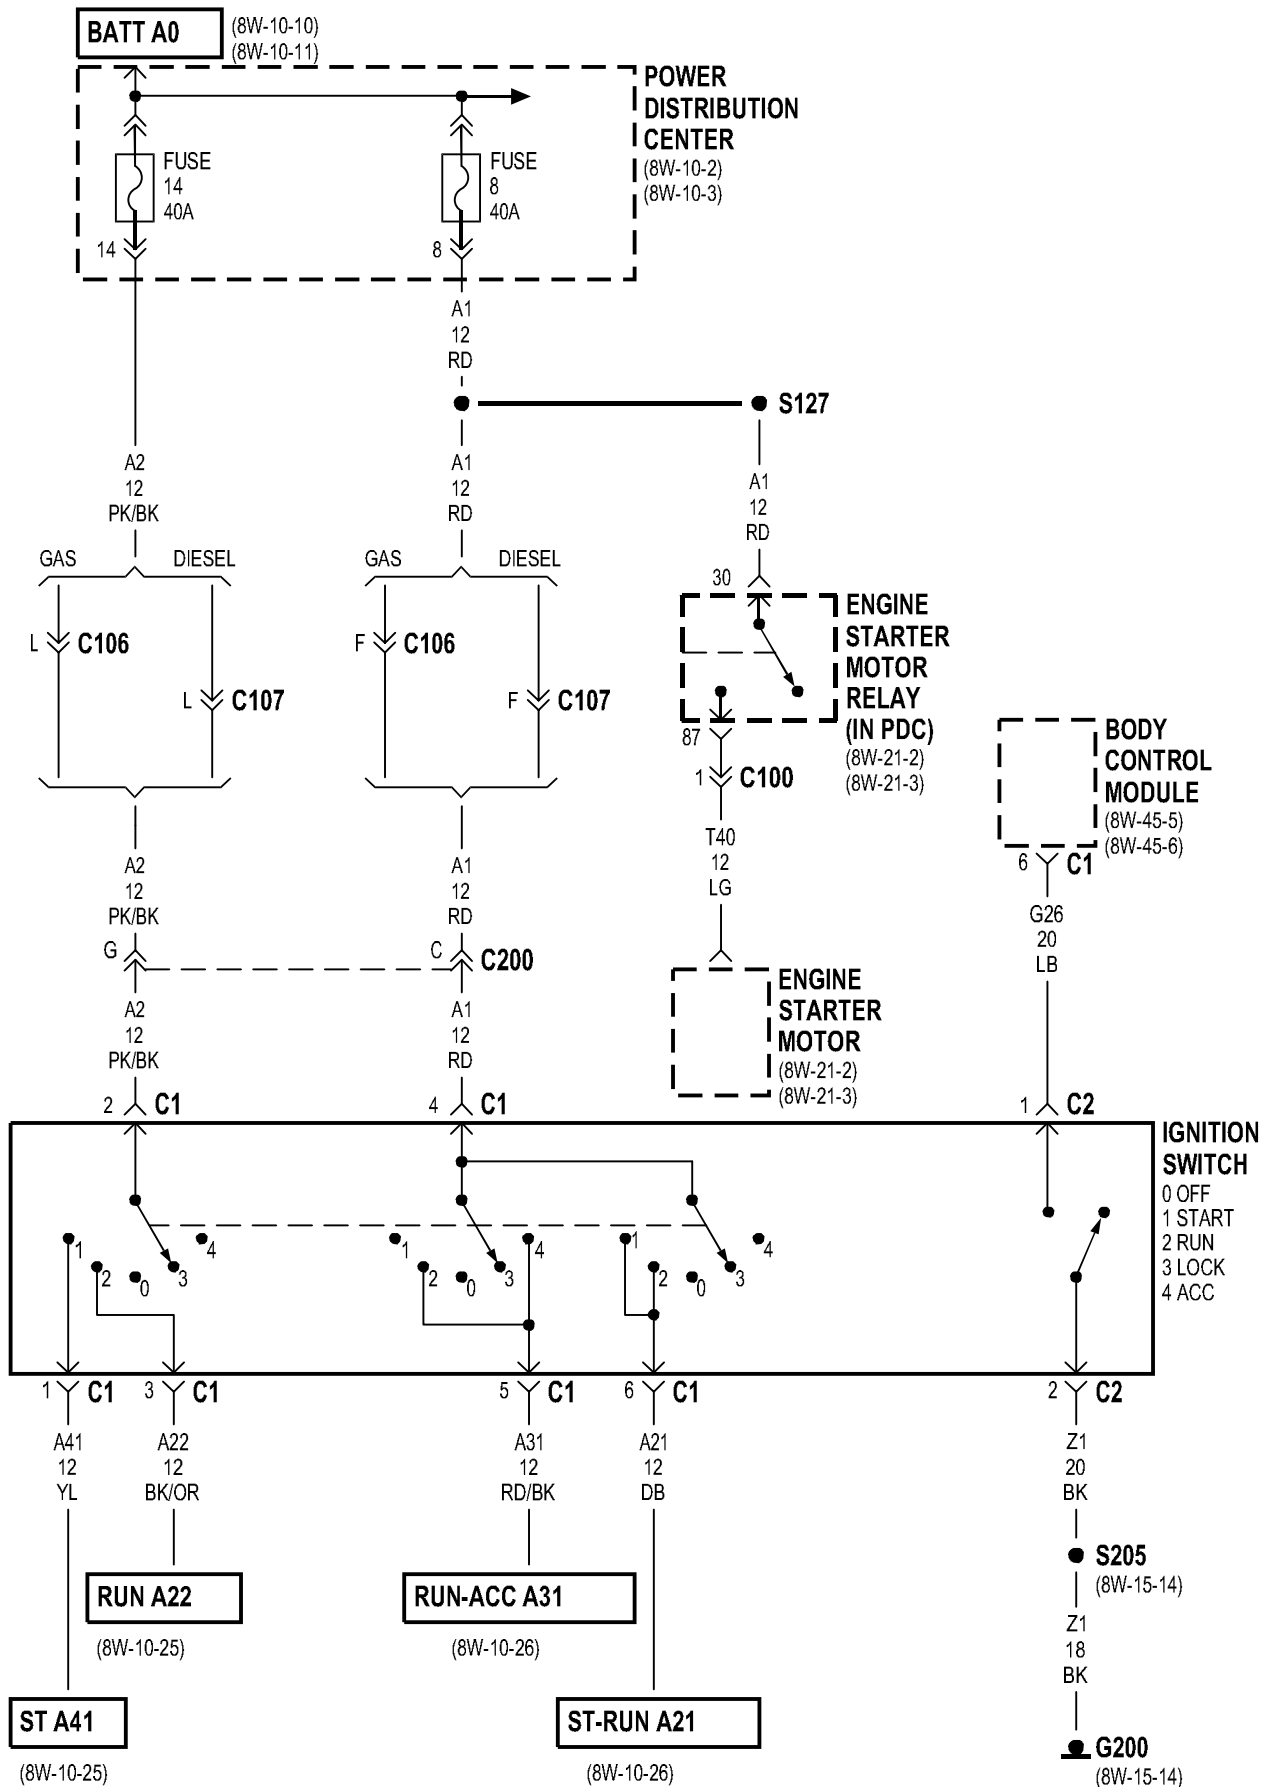 BATT A0
(8W-10-10)
(8W-10-11)
POWER
DISTRIBUTION
CENTER
(8W-10-2)
(8W-10-3)
FUSE
14
40A
FUSE
8
40A
14
8
A1
12
RD
S127
A2
12
PK/BK
A1
12
RD
A1
12
RD
GAS
DIESEL
GAS
DIESEL
30
L
C106
L
C107
F
C106
F
C107
ENGINE
STARTER
MOTOR
RELAY
(IN PDC)
(8W-21-2)
(8W-21-3)
87
1
C100
BODY
CONTROL
MODULE
(8W-45-5)
(8W-45-6)
6
C1
T40
12
LG
A2
12
PK/BK
A1
12
RD
G26
20
LB
G
C
C200
ENGINE
STARTER
MOTOR
(8W-21-2)
(8W-21-3)
A2
12
PK/BK
A1
12
RD
2
C1
4
C1
1
C2
IGNITION
SWITCH
0 OFF
1 START
2 RUN
3 LOCK
4 ACC
1
2
0
3
4
1
2
0
3
4
1
2
0
3
4
1
C1
3
C1
5
C1
6
C1
2
C2
A41
12
YL
A22
12
BK/OR
A31
12
RD/BK
A21
12
DB
Z1
20
BK
S205
(8W-15-14)
RUN A22
(8W-10-25)
RUN-ACC A31
(8W-10-26)
Z1
18
BK
ST A41
(8W-10-25)
ST-RUN A21
(8W-10-26)
G200
(8W-15-14)